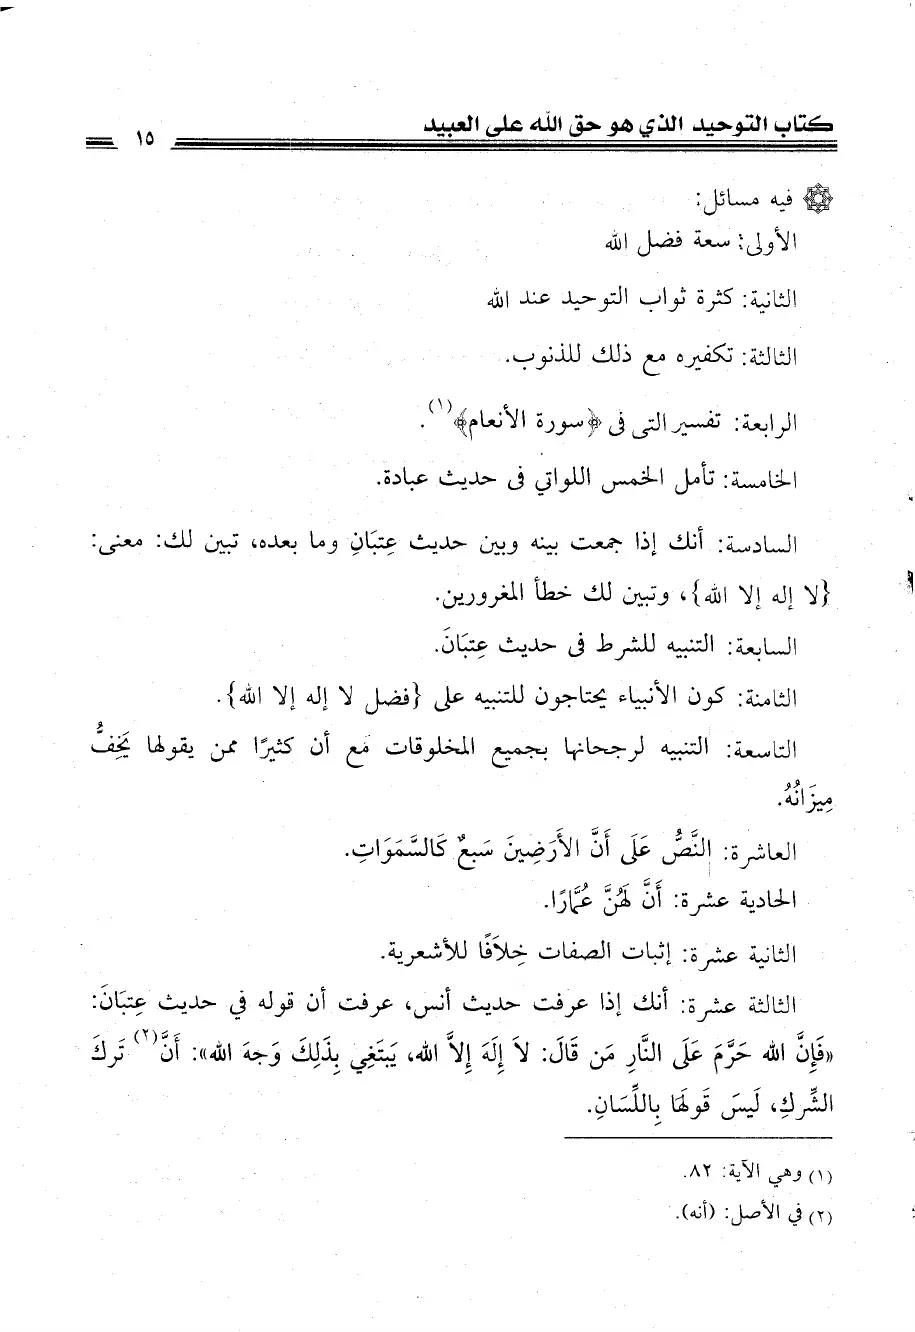 كتاب التوحيد الذي هو حق الله على العبيد ١٥
فيه مسائل:
الأولى: سعة فضل الله
الثانية: كثرة ثواب التوحيد عند الله
الثالثة: تكفيره مع ذلك للذنوب.
الرابعة: تفسير التى فى ﴿سورة الأنعام﴾(١).
الخامسة: تأمل الخمس اللواتي فى حديث عبادة.
السادسة: أنك إذا جمعت بينه وبين حديث عِتبَانِ وما بعده، تبين لك: معنى:
{لا إله إلا الله}، وتبين لك خطأ المغرورين.
السابعة: التنبيه للشرط فى حديث عِتبَانَ.
الثامنة: كون الأنبياء يحتاجون للتنبيه على {فضل لا إله إلا الله}.
التاسعة: التنبيه لرجحانها بجميع المخلوقات مع أن كثيرًا ممن يقولها يَخِفُّ
مِيزَانُهُ.
العاشرة: النَّصُّ عَلَى أَنَّ الأَرَضِينَ سَبعٌ كَالسَّمَوَاتِ.
الحادية عشرة: أَنَّ لَهُنَّ عُمَّارًا.
الثانية عشرة: إثبات الصفات خِلاَفًا للأشعرية.
الثالثة عشرة: أنك إذا عرفت حديث أنس، عرفت أن قوله في حديث عِتبَانَ:
«فَإِنَّ الله حَرَّمَ عَلَى النَّارِ مَن قَالَ: لاَ إِلَهَ إِلاَّ الله، يَبتَغِي بِذَلِكَ وَجهَ الله»: أَنَّ(٢) تَركَ
الشِّركِ، لَيسَ قَولهَا بِاللِّسَانِ.
(١) وهي الآية: ٨٢.
(٢) في الأصل: (أنه).